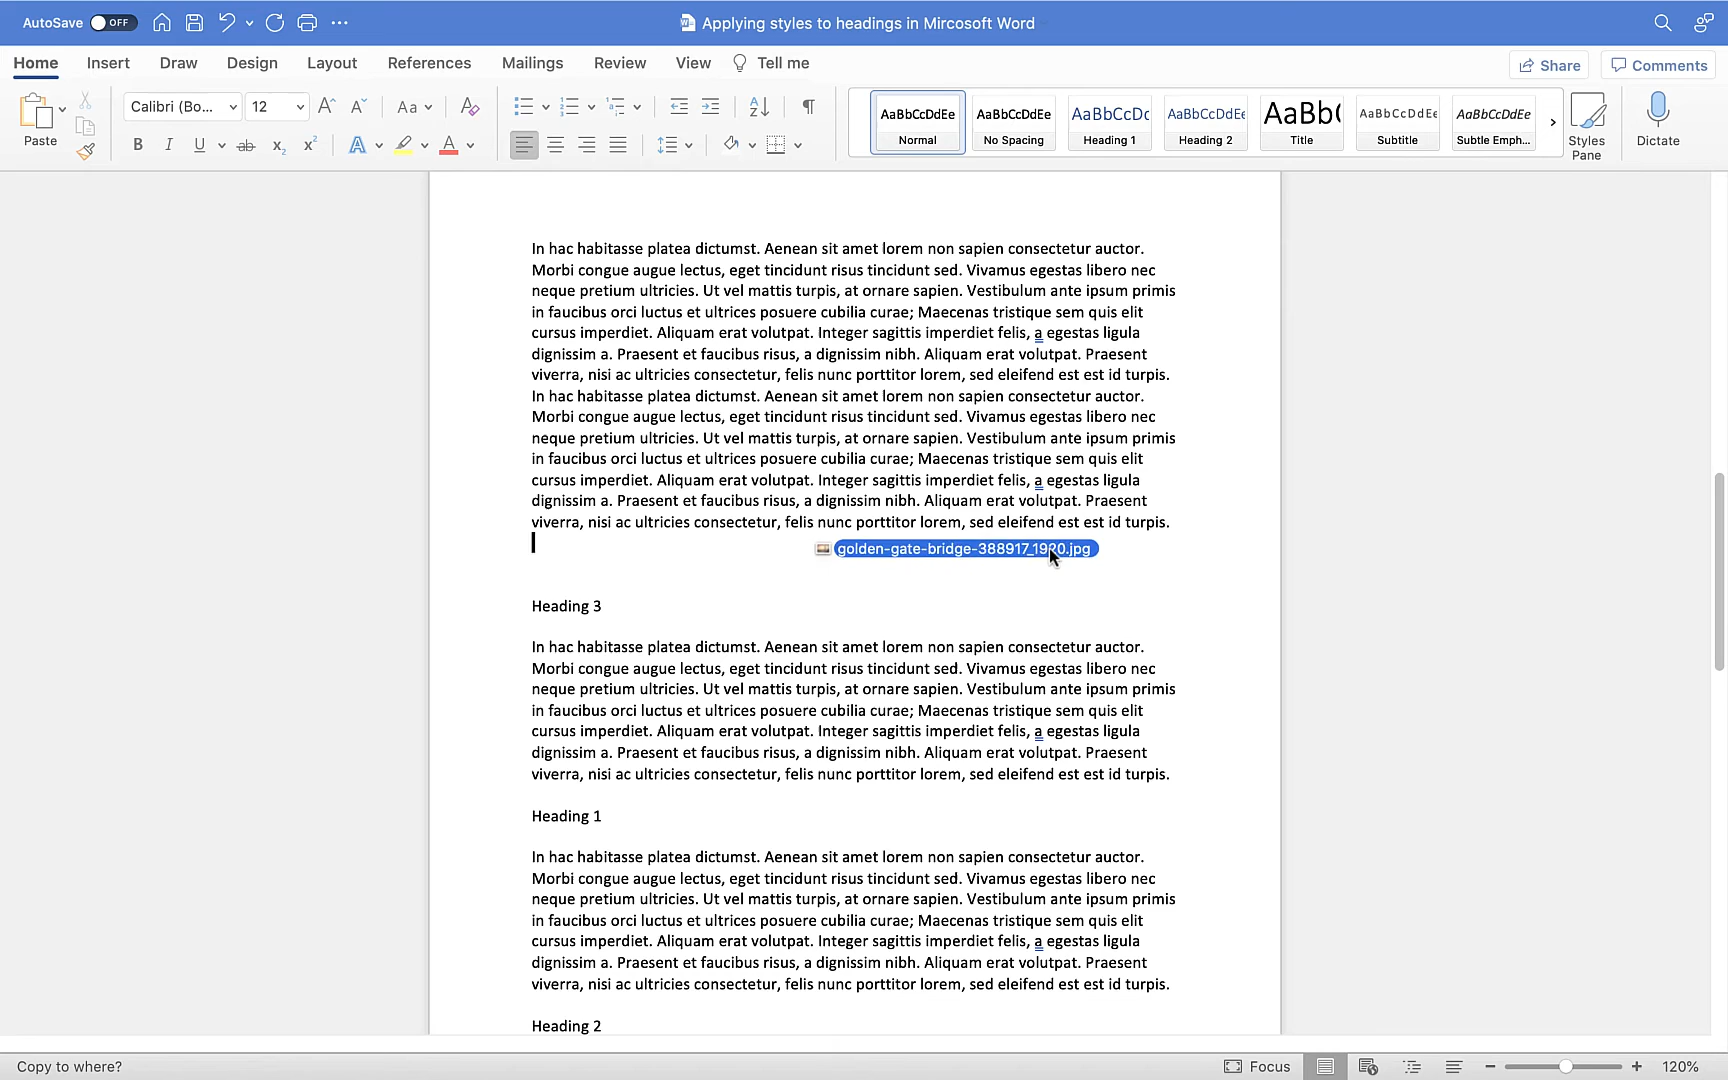 AutoSave OFF
Applying styles to headings in Mircosoft Word
Home Insert Draw Design Layout References Mailings Review View Tell me
Share Comments
Paste
Calibri (Bo... 12
AaBbCcDdEe
Normal
AaBbCcDdEe
No Spacing
AaBbCcDc
Heading 1
AaBbCcDdEe
Heading 2
AaBb(
Title
AaBbCcDdEe
Subtitle
AaBbCcDdEe
Subtle Emph...
Styles
Pane
Dictate
In hac habitasse platea dictumst. Aenean sit amet lorem non sapien consectetur auctor.
Morbi congue augue lectus, eget tincidunt risus tincidunt sed. Vivamus egestas libero nec
neque pretium ultricies. Ut vel mattis turpis, at ornare sapien. Vestibulum ante ipsum primis
in faucibus orci luctus et ultrices posuere cubilia curae; Maecenas tristique sem quis elit
cursus imperdiet. Aliquam erat volutpat. Integer sagittis imperdiet felis, a egestas ligula
dignissim a. Praesent et faucibus risus, a dignissim nibh. Aliquam erat volutpat. Praesent
viverra, nisi ac ultricies consectetur, felis nunc porttitor lorem, sed eleifend est est id turpis.
In hac habitasse platea dictumst. Aenean sit amet lorem non sapien consectetur auctor.
Morbi congue augue lectus, eget tincidunt risus tincidunt sed. Vivamus egestas libero nec
neque pretium ultricies. Ut vel mattis turpis, at ornare sapien. Vestibulum ante ipsum primis
in faucibus orci luctus et ultrices posuere cubilia curae; Maecenas tristique sem quis elit
cursus imperdiet. Aliquam erat volutpat. Integer sagittis imperdiet felis, a egestas ligula
dignissim a. Praesent et faucibus risus, a dignissim nibh. Aliquam erat volutpat. Praesent
viverra, nisi ac ultricies consectetur, felis nunc porttitor lorem, sed eleifend est est id turpis.
golden-gate-bridge-388917_1920.jpg
Heading 3
In hac habitasse platea dictumst. Aenean sit amet lorem non sapien consectetur auctor.
Morbi congue augue lectus, eget tincidunt risus tincidunt sed. Vivamus egestas libero nec
neque pretium ultricies. Ut vel mattis turpis, at ornare sapien. Vestibulum ante ipsum primis
in faucibus orci luctus et ultrices posuere cubilia curae; Maecenas tristique sem quis elit
cursus imperdiet. Aliquam erat volutpat. Integer sagittis imperdiet felis, a egestas ligula
dignissim a. Praesent et faucibus risus, a dignissim nibh. Aliquam erat volutpat. Praesent
viverra, nisi ac ultricies consectetur, felis nunc porttitor lorem, sed eleifend est est id turpis.
Heading 1
In hac habitasse platea dictumst. Aenean sit amet lorem non sapien consectetur auctor.
Morbi congue augue lectus, eget tincidunt risus tincidunt sed. Vivamus egestas libero nec
neque pretium ultricies. Ut vel mattis turpis, at ornare sapien. Vestibulum ante ipsum primis
in faucibus orci luctus et ultrices posuere cubilia curae; Maecenas tristique sem quis elit
cursus imperdiet. Aliquam erat volutpat. Integer sagittis imperdiet felis, a egestas ligula
dignissim a. Praesent et faucibus risus, a dignissim nibh. Aliquam erat volutpat. Praesent
viverra, nisi ac ultricies consectetur, felis nunc porttitor lorem, sed eleifend est est id turpis.
Heading 2
Copy to where? Focus 120%